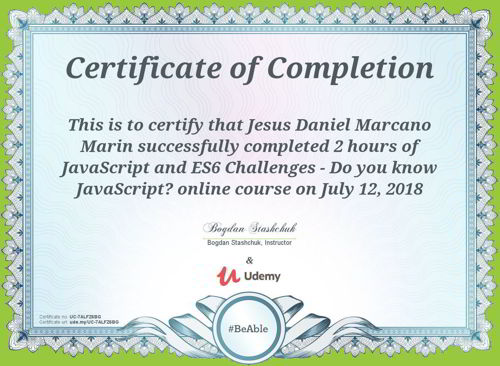 Certificate of Completion
This is to certify that Jesus Daniel Marcano
Marin successfully completed 2 hours of
JavaScript and ES6 Challenges - Do you know
JavaScript? online course on July 12, 2018
Bogdan Stashchuk
Bogdan Stashchuk, Instructor
&
Udemy
Certificate no: UC-7ALFZ6BG
Certificate url: ude.my/UC-7ALFZ6BG
#BeAble